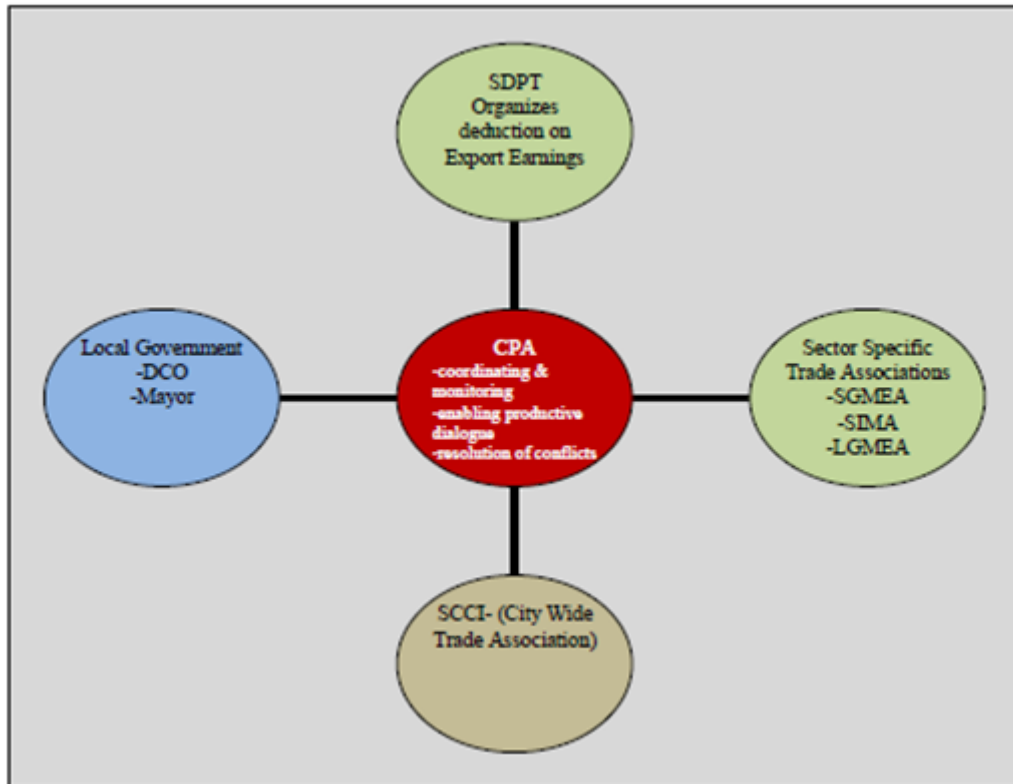 SDPT
Organizes
deduction on
Export Earnings
Local Government
-DCO
-Mayor
CPA
-coordinating &
monitoring
-enabling productive
dialogue
-resolution of conflicts
Sector Specific
Trade Associations
-SGMEA
-SIMA
-LGMEA
SCCI- (City Wide
Trade Association)